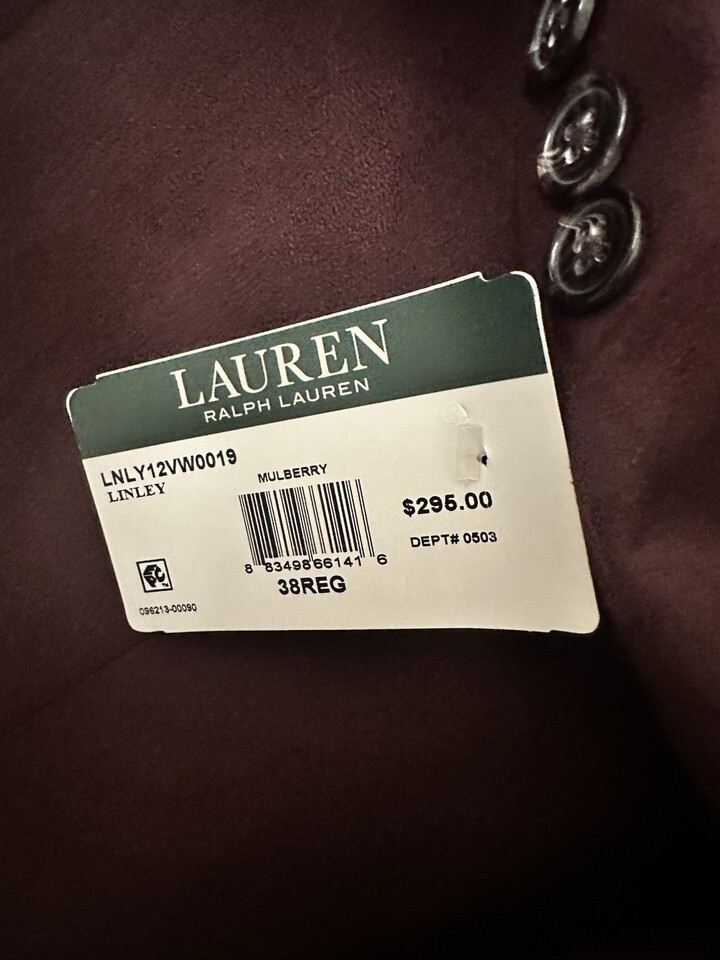 LAUREN
RALPH LAUREN
LNLY12VW0019
LINLEY
MULBERRY
$295.00
DEPT# 0503
8 83498 66141 6
38REG
096213-00090